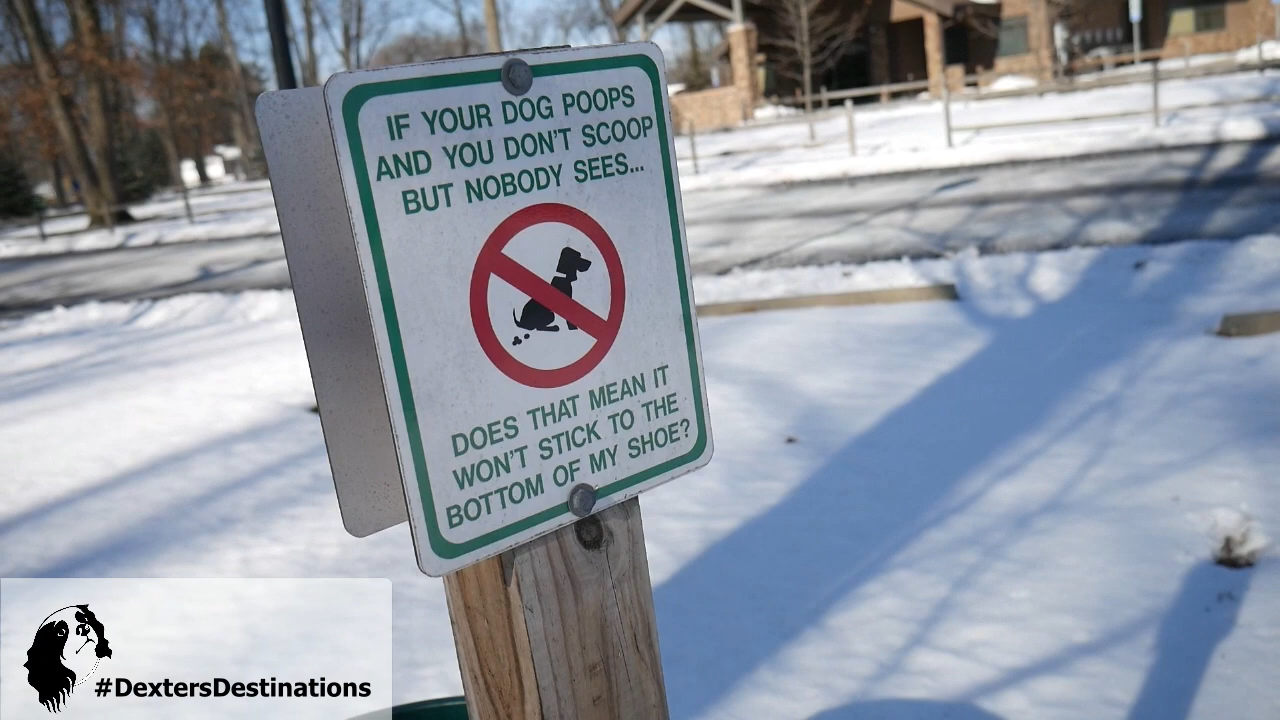 IF YOUR DOG POOPS
AND YOU DON'T SCOOP
BUT NOBODY SEES...
DOES THAT MEAN IT
WON'T STICK TO THE
BOTTOM OF MY SHOE?
#DextersDestinations